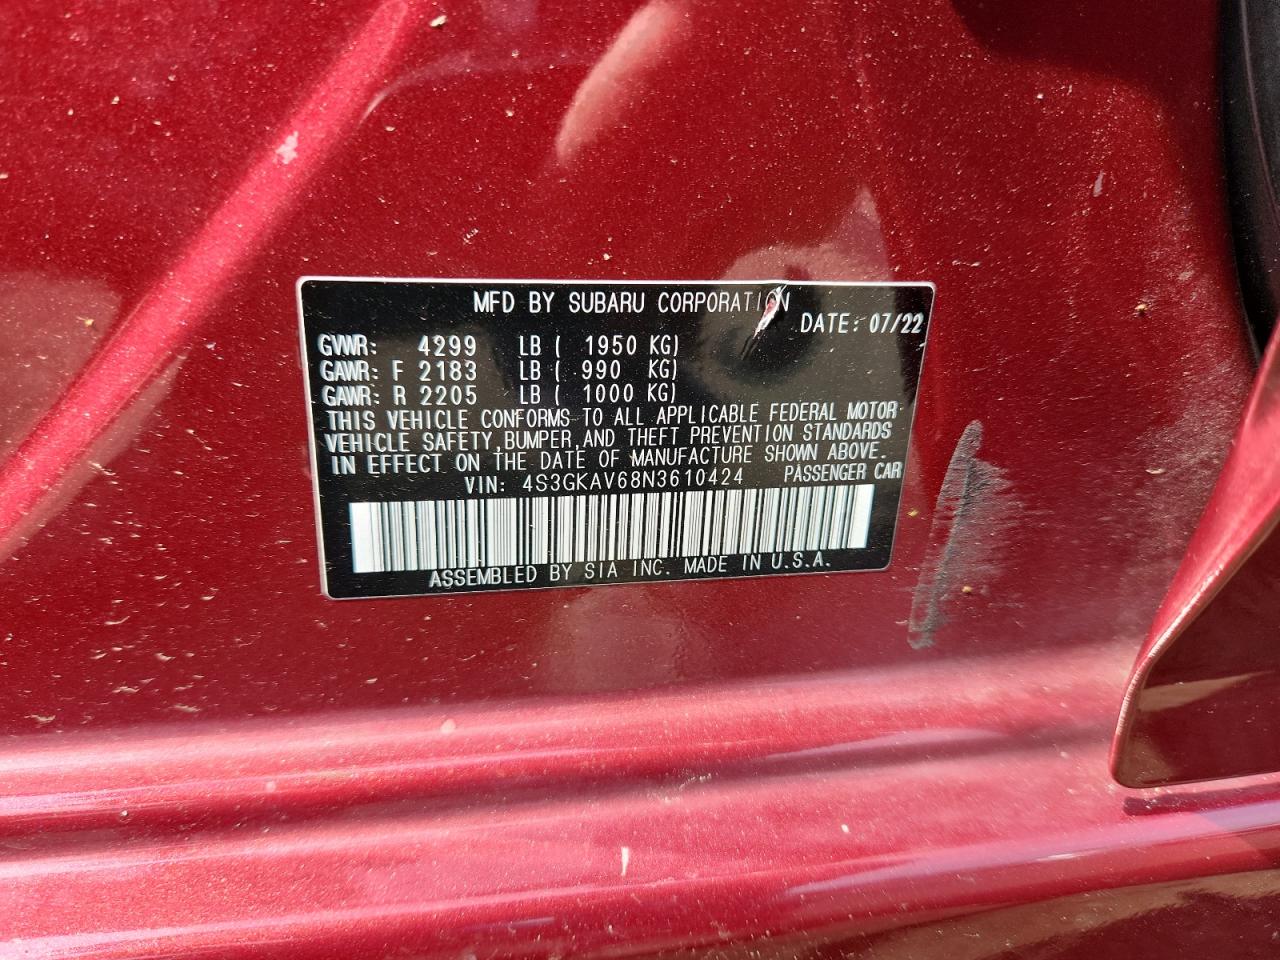 MFD BY SUBARU CORPORATION
DATE: 07/22
GVWR: 4299 LB ( 1950 KG)
GAWR: F 2183 LB ( 990 KG)
GAWR: R 2205 LB ( 1000 KG)
THIS VEHICLE CONFORMS TO ALL APPLICABLE FEDERAL MOTOR
VEHICLE SAFETY, BUMPER, AND THEFT PREVENTION STANDARDS
IN EFFECT ON THE DATE OF MANUFACTURE SHOWN ABOVE.
VIN: 4S3GKAV68N3610424 PASSENGER CAR
ASSEMBLED BY SIA INC. MADE IN U.S.A.